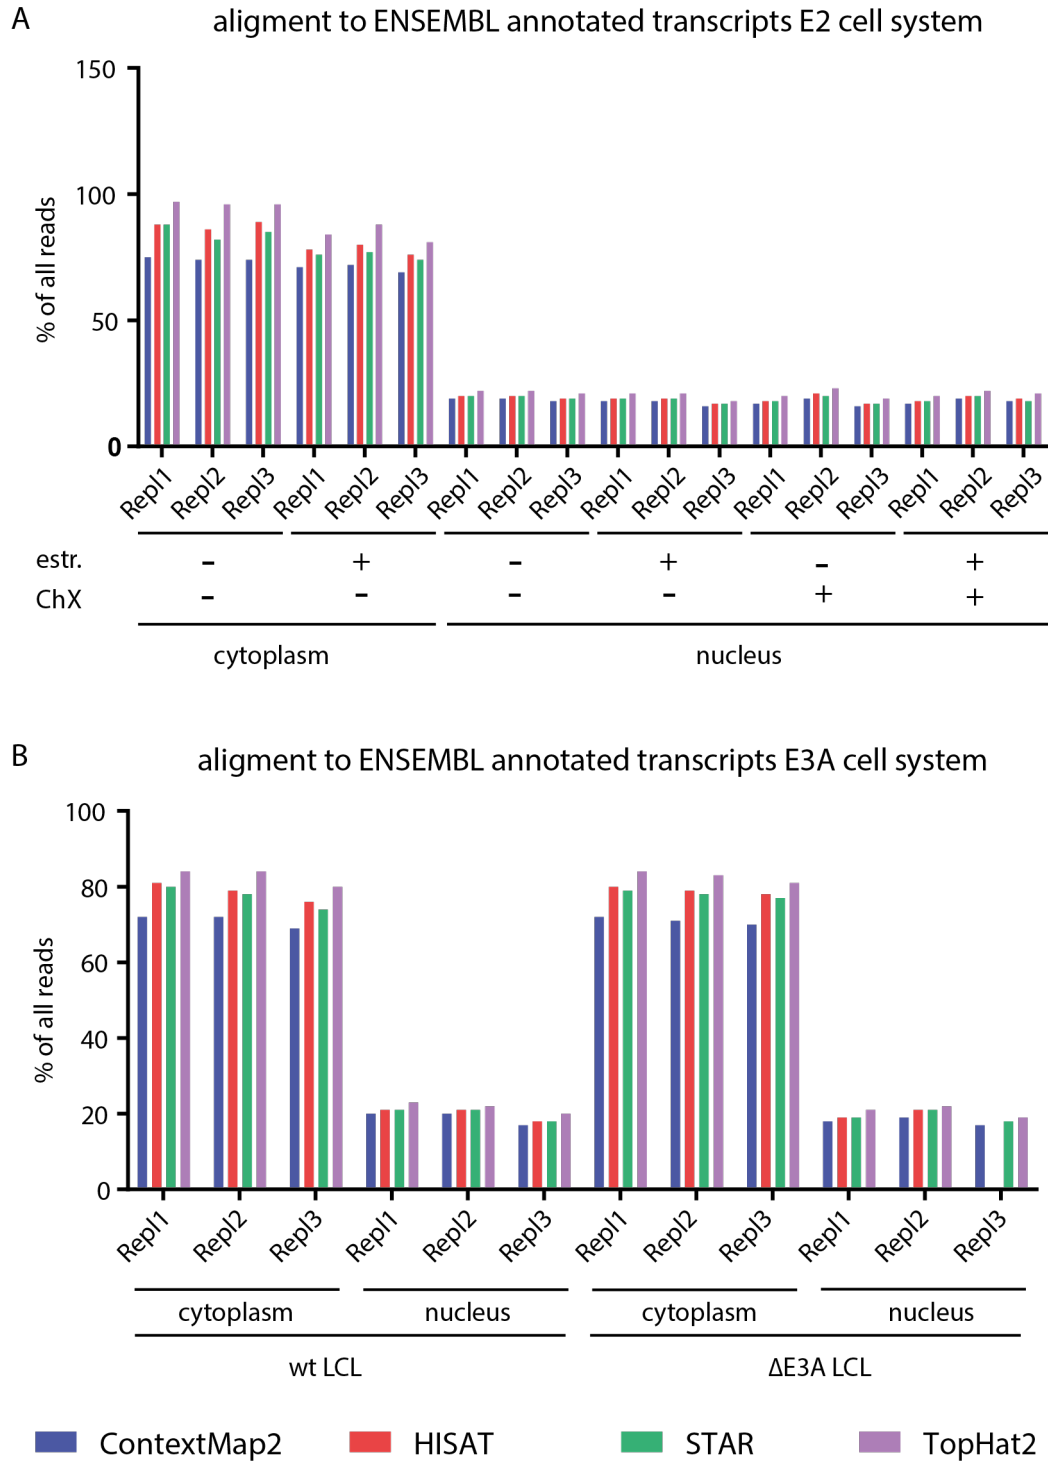 A
aligment to ENSEMBL annotated transcripts E2 cell system
% of all reads
150
100
50
0
Repl1 Repl2 Repl3 Repl1 Repl2 Repl3 Repl1 Repl2 Repl3 Repl1 Repl2 Repl3 Repl1 Repl2 Repl3 Repl1 Repl2 Repl3
estr. - + - + - +
ChX - - - - + +
cytoplasm nucleus
B
aligment to ENSEMBL annotated transcripts E3A cell system
% of all reads
100
80
60
40
20
0
Repl1 Repl2 Repl3 Repl1 Repl2 Repl3 Repl1 Repl2 Repl3 Repl1 Repl2 Repl3
cytoplasm nucleus cytoplasm nucleus
wt LCL ΔE3A LCL
ContextMap2 HISAT STAR TopHat2